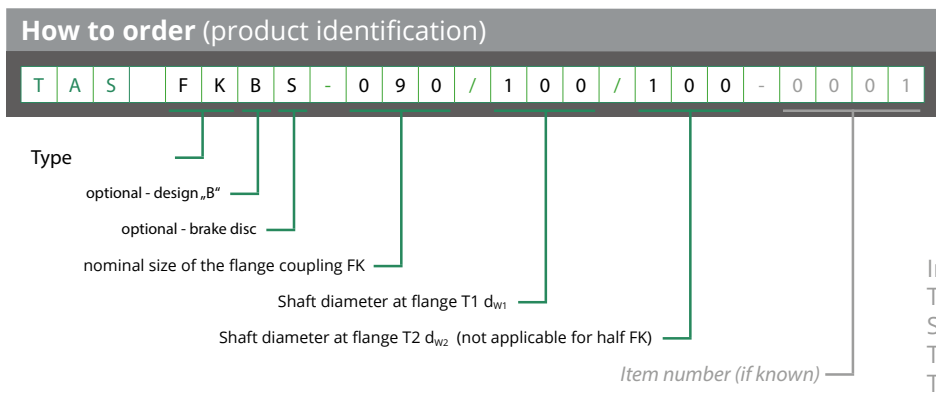 How to order (product identification)
TAS FKBS-090/100/100-0001
Type
optional - design „B“
optional - brake disc
nominal size of the flange coupling FK
Shaft diameter at flange T1 dw1
Shaft diameter at flange T2 dw2 (not applicable for half FK)
Item number (if known)